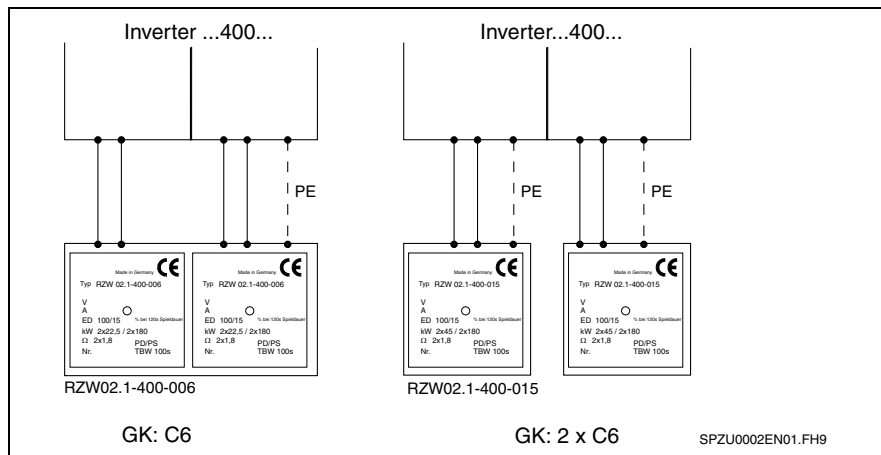 Inverter ...400...
Inverter...400...
PE
PE
PE
Made in Germany CE
Typ RZW 02.1-400-006
V
A
ED 100/15 % bei 120s Spieldauer
kW 2x22,5 / 2x180
Ω 2x1,8 PD/PS
Nr. TBW 100s
Made in Germany CE
Typ RZW 02.1-400-006
V
A
ED 100/15 % bei 120s Spieldauer
kW 2x22,5 / 2x180
Ω 2x1,8 PD/PS
Nr. TBW 100s
Made in Germany CE
Typ RZW 02.1-400-015
V
A
ED 100/15 % bei 120s Spieldauer
kW 2x45 / 2x180
Ω 2x1,8 PD/PS
Nr. TBW 100s
Made in Germany CE
Typ RZW 02.1-400-015
V
A
ED 100/15 % bei 120s Spieldauer
kW 2x45 / 2x180
Ω 2x1,8 PD/PS
Nr. TBW 100s
RZW02.1-400-006
RZW02.1-400-015
GK: C6
GK: 2 x C6
SPZU0002EN01.FH9